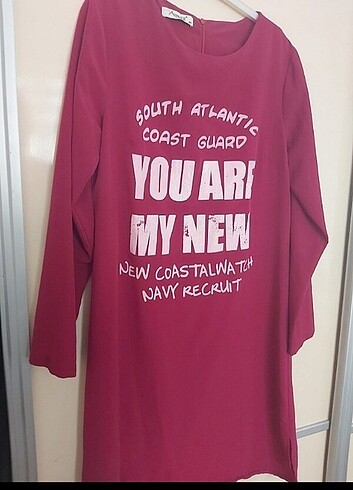 SOUTH ATLANTIC
COAST GUARD
YOU ARE
MY NEW
NEW COASTALWATCH
NAVY RECRUIT